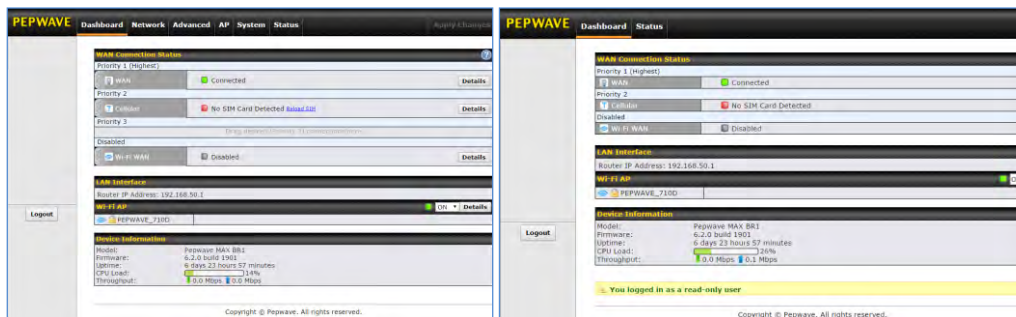 PEPWAVE Dashboard Network Advanced AP System Status Apply Changes
WAN Connection Status
Priority 1 (Highest)
WAN Connected Details
Priority 2
Cellular No SIM Card Detected Reload SIM Details
Priority 3
Disabled
Wi-Fi WAN Disabled Details
LAN Interface
Router IP Address: 192.168.50.1
Wi-Fi AP ON Details
PEPWAVE_710D
Logout
Device Information
Model: Pepwave MAX BR1
Firmware: 6.2.0 build 1901
Uptime: 6 days 23 hours 57 minutes
CPU Load: 14%
Throughput: 0.0 Mbps 0.0 Mbps
Copyright © Pepwave. All rights reserved.
PEPWAVE Dashboard Status
WAN Connection Status
Priority 1 (Highest)
WAN Connected
Priority 2
Cellular No SIM Card Detected
Disabled
Wi-Fi WAN Disabled
LAN Interface
Router IP Address: 192.168.50.1
Wi-Fi AP
PEPWAVE_710D
Logout
Device Information
Model: Pepwave MAX BR1
Firmware: 6.2.0 build 1901
Uptime: 6 days 23 hours 57 minutes
CPU Load: 26%
Throughput: 0.0 Mbps 0.1 Mbps
You logged in as a read-only user
Copyright © Pepwave. All rights reserved.